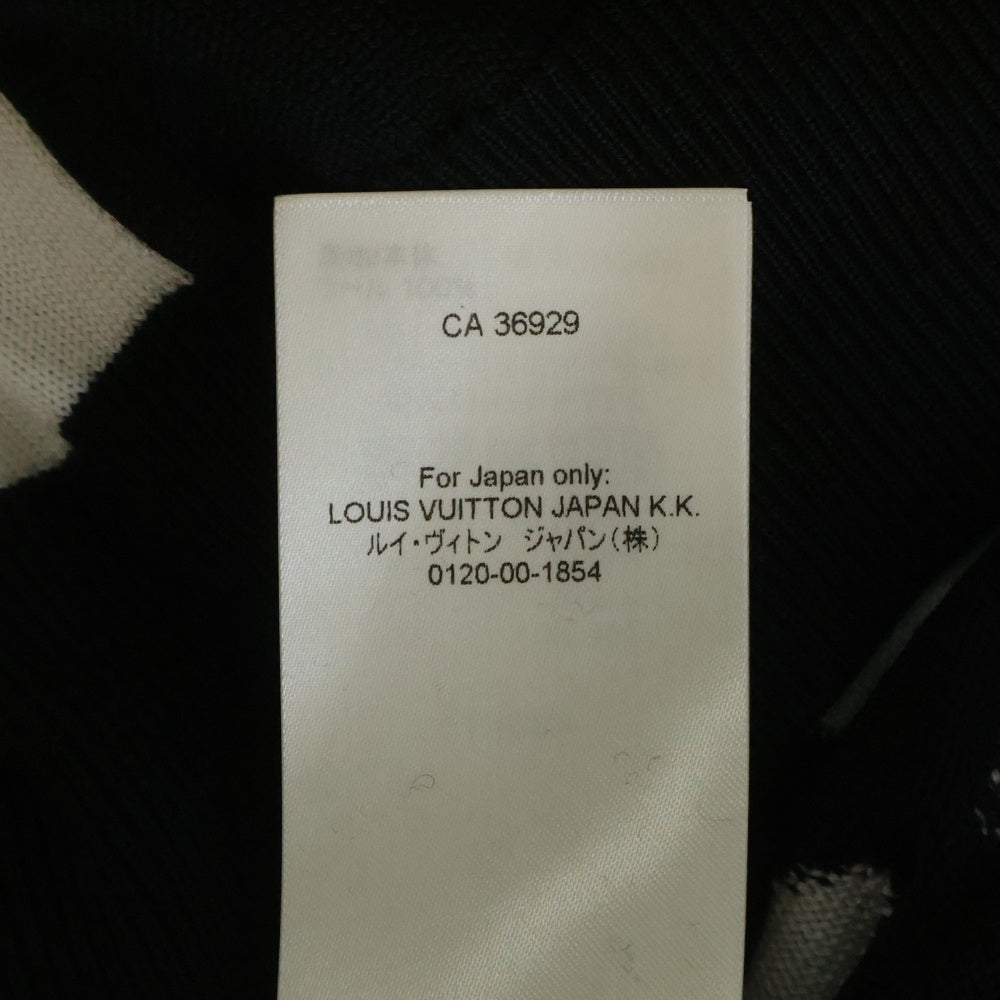 CA 36929
For Japan only:
LOUIS VUITTON JAPAN K.K.
ルイ・ヴィトン ジャパン(株)
0120-00-1854